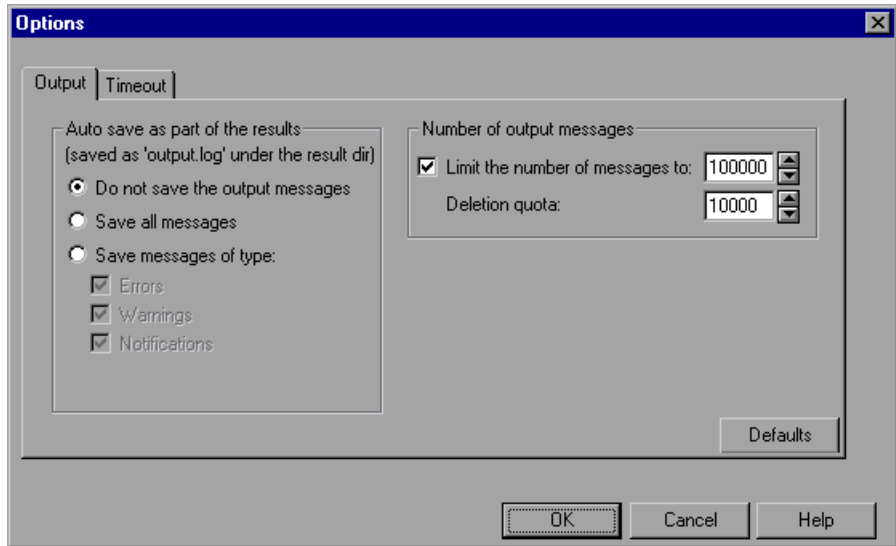 Options
Output
Timeout
Auto save as part of the results
(saved as 'output.log' under the result dir)
Do not save the output messages
Save all messages
Save messages of type:
Errors
Warnings
Notifications
Number of output messages
Limit the number of messages to: 100000
Deletion quota: 10000
Defaults
OK
Cancel
Help